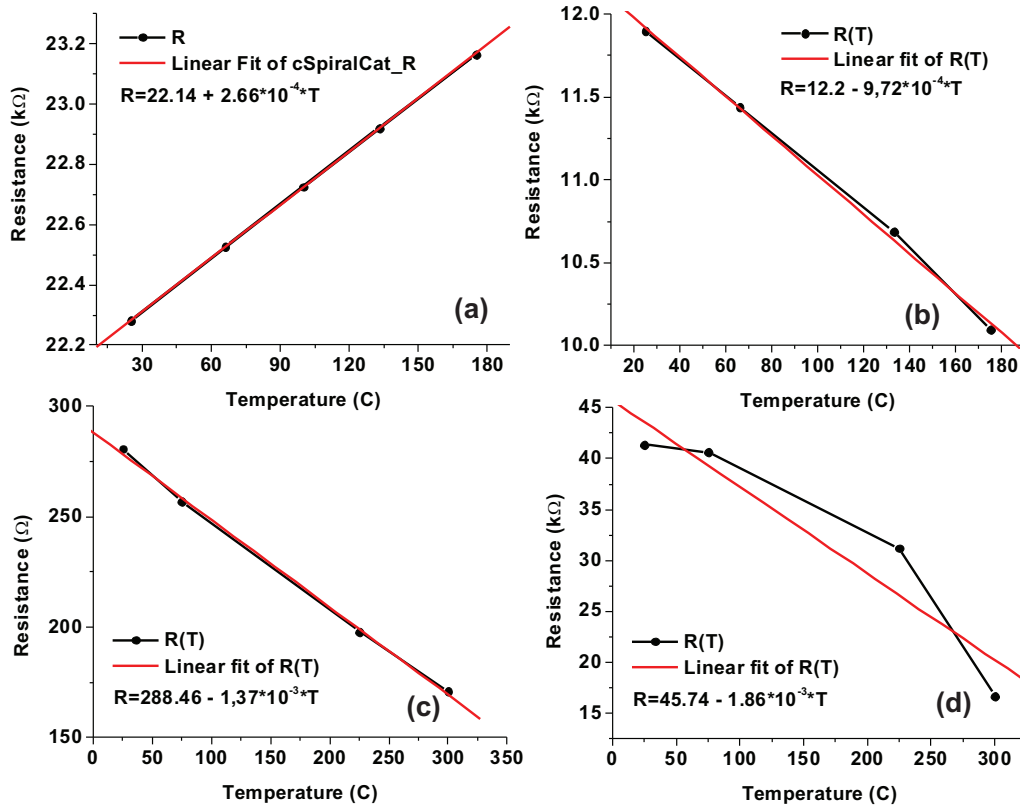 23.2
23.0
22.8
22.6
22.4
22.2
Resistance (kΩ)
R
Linear Fit of cSpiralCat_R
R=22.14 + 2.66*10-4*T
(a)
30 60 90 120 150 180
Temperature (C)
12.0
11.5
11.0
10.5
10.0
Resistance (kΩ)
R(T)
Linear fit of R(T)
R=12.2 - 9,72*10-4*T
(b)
20 40 60 80 100 120 140 160 180
Temperature (C)
300
250
200
150
Resistance (Ω)
R(T)
Linear fit of R(T)
R=288.46 - 1,37*10-3*T
(c)
0 50 100 150 200 250 300 350
Temperature (C)
45
40
35
30
25
20
15
Resistance (kΩ)
R(T)
Linear fit of R(T)
R=45.74 - 1.86*10-3*T
(d)
0 50 100 150 200 250 300
Temperature (C)